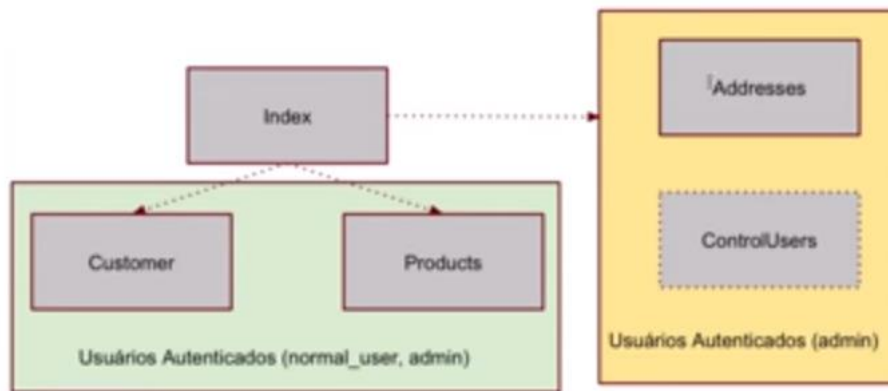 Index
Addresses
ControlUsers
Customer
Products
Usuários Autenticados (normal_user, admin)
Usuários Autenticados (admin)